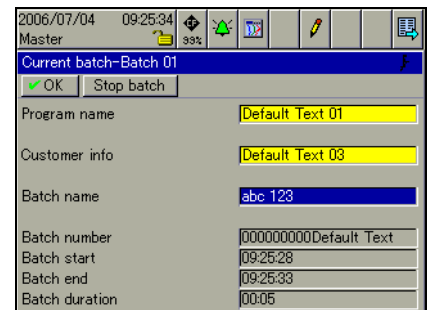 2006/07/04 09:25:34
Master
99%
Current batch-Batch 01
OK Stop batch
Program name Default Text 01
Customer info Default Text 03
Batch name abc 123
Batch number 000000000Default Text
Batch start 09:25:28
Batch end 09:25:33
Batch duration 00:05